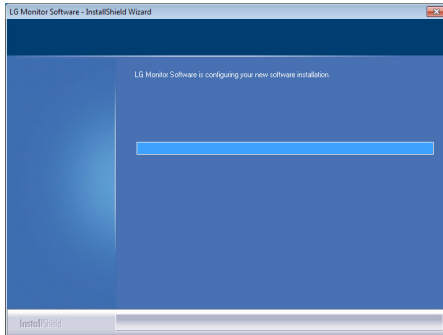 LG Monitor Software - InstallShield Wizard
LG Monitor Software is configuring your new software installation.
InstallShield